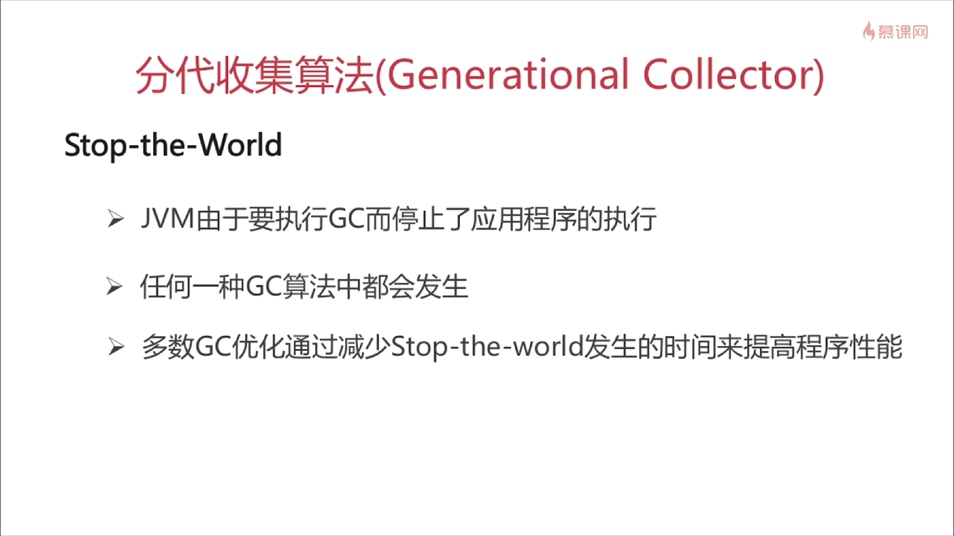 慕课网
分代收集算法(Generational Collector)
Stop-the-World
JVM由于要执行GC而停止了应用程序的执行
任何一种GC算法中都会发生
多数GC优化通过减少Stop-the-world发生的时间来提高程序性能